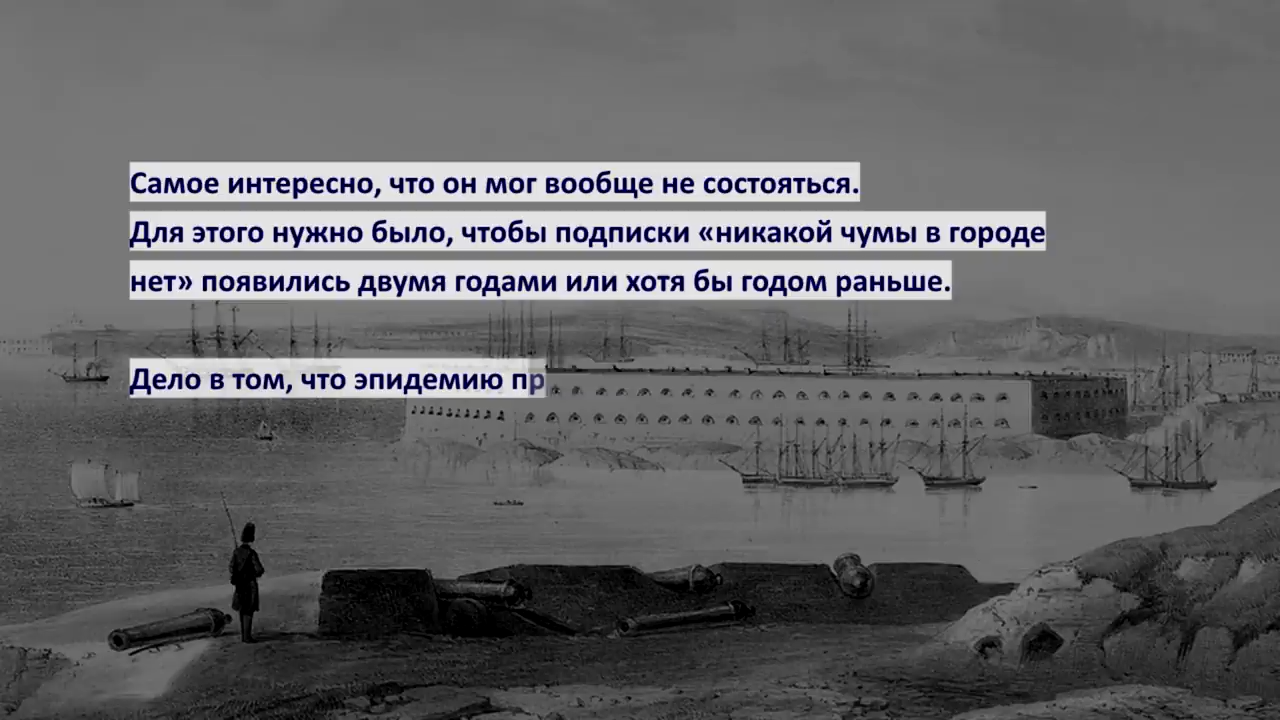 Самое интересно, что он мог вообще не состояться.
Для этого нужно было, чтобы подписки «никакой чумы в городе
нет» появились двумя годами или хотя бы годом раньше.
Дело в том, что эпидемию пр